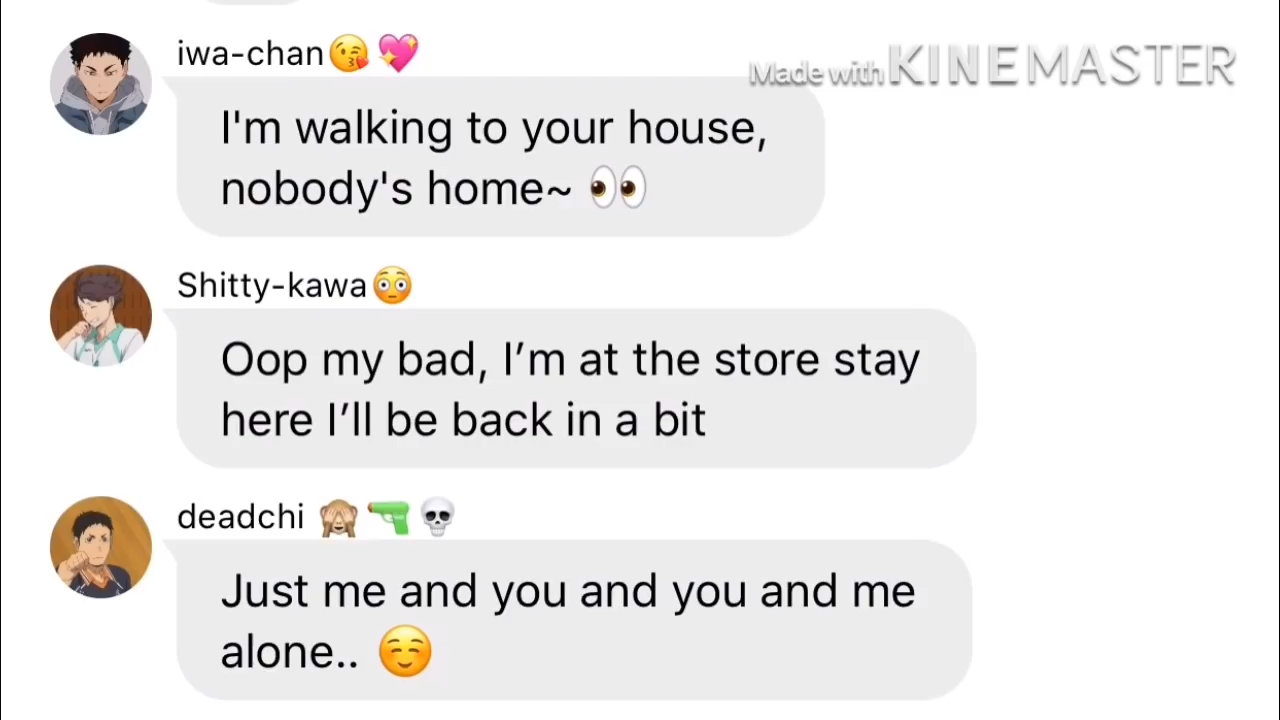 iwa-chan😘💖
Made with KINEMASTER
I'm walking to your house,
nobody's home~ 👀
Shitty-kawa😳
Oop my bad, I’m at the store stay
here I’ll be back in a bit
deadchi 🙈🔫💀
Just me and you and you and me
alone.. ☺️